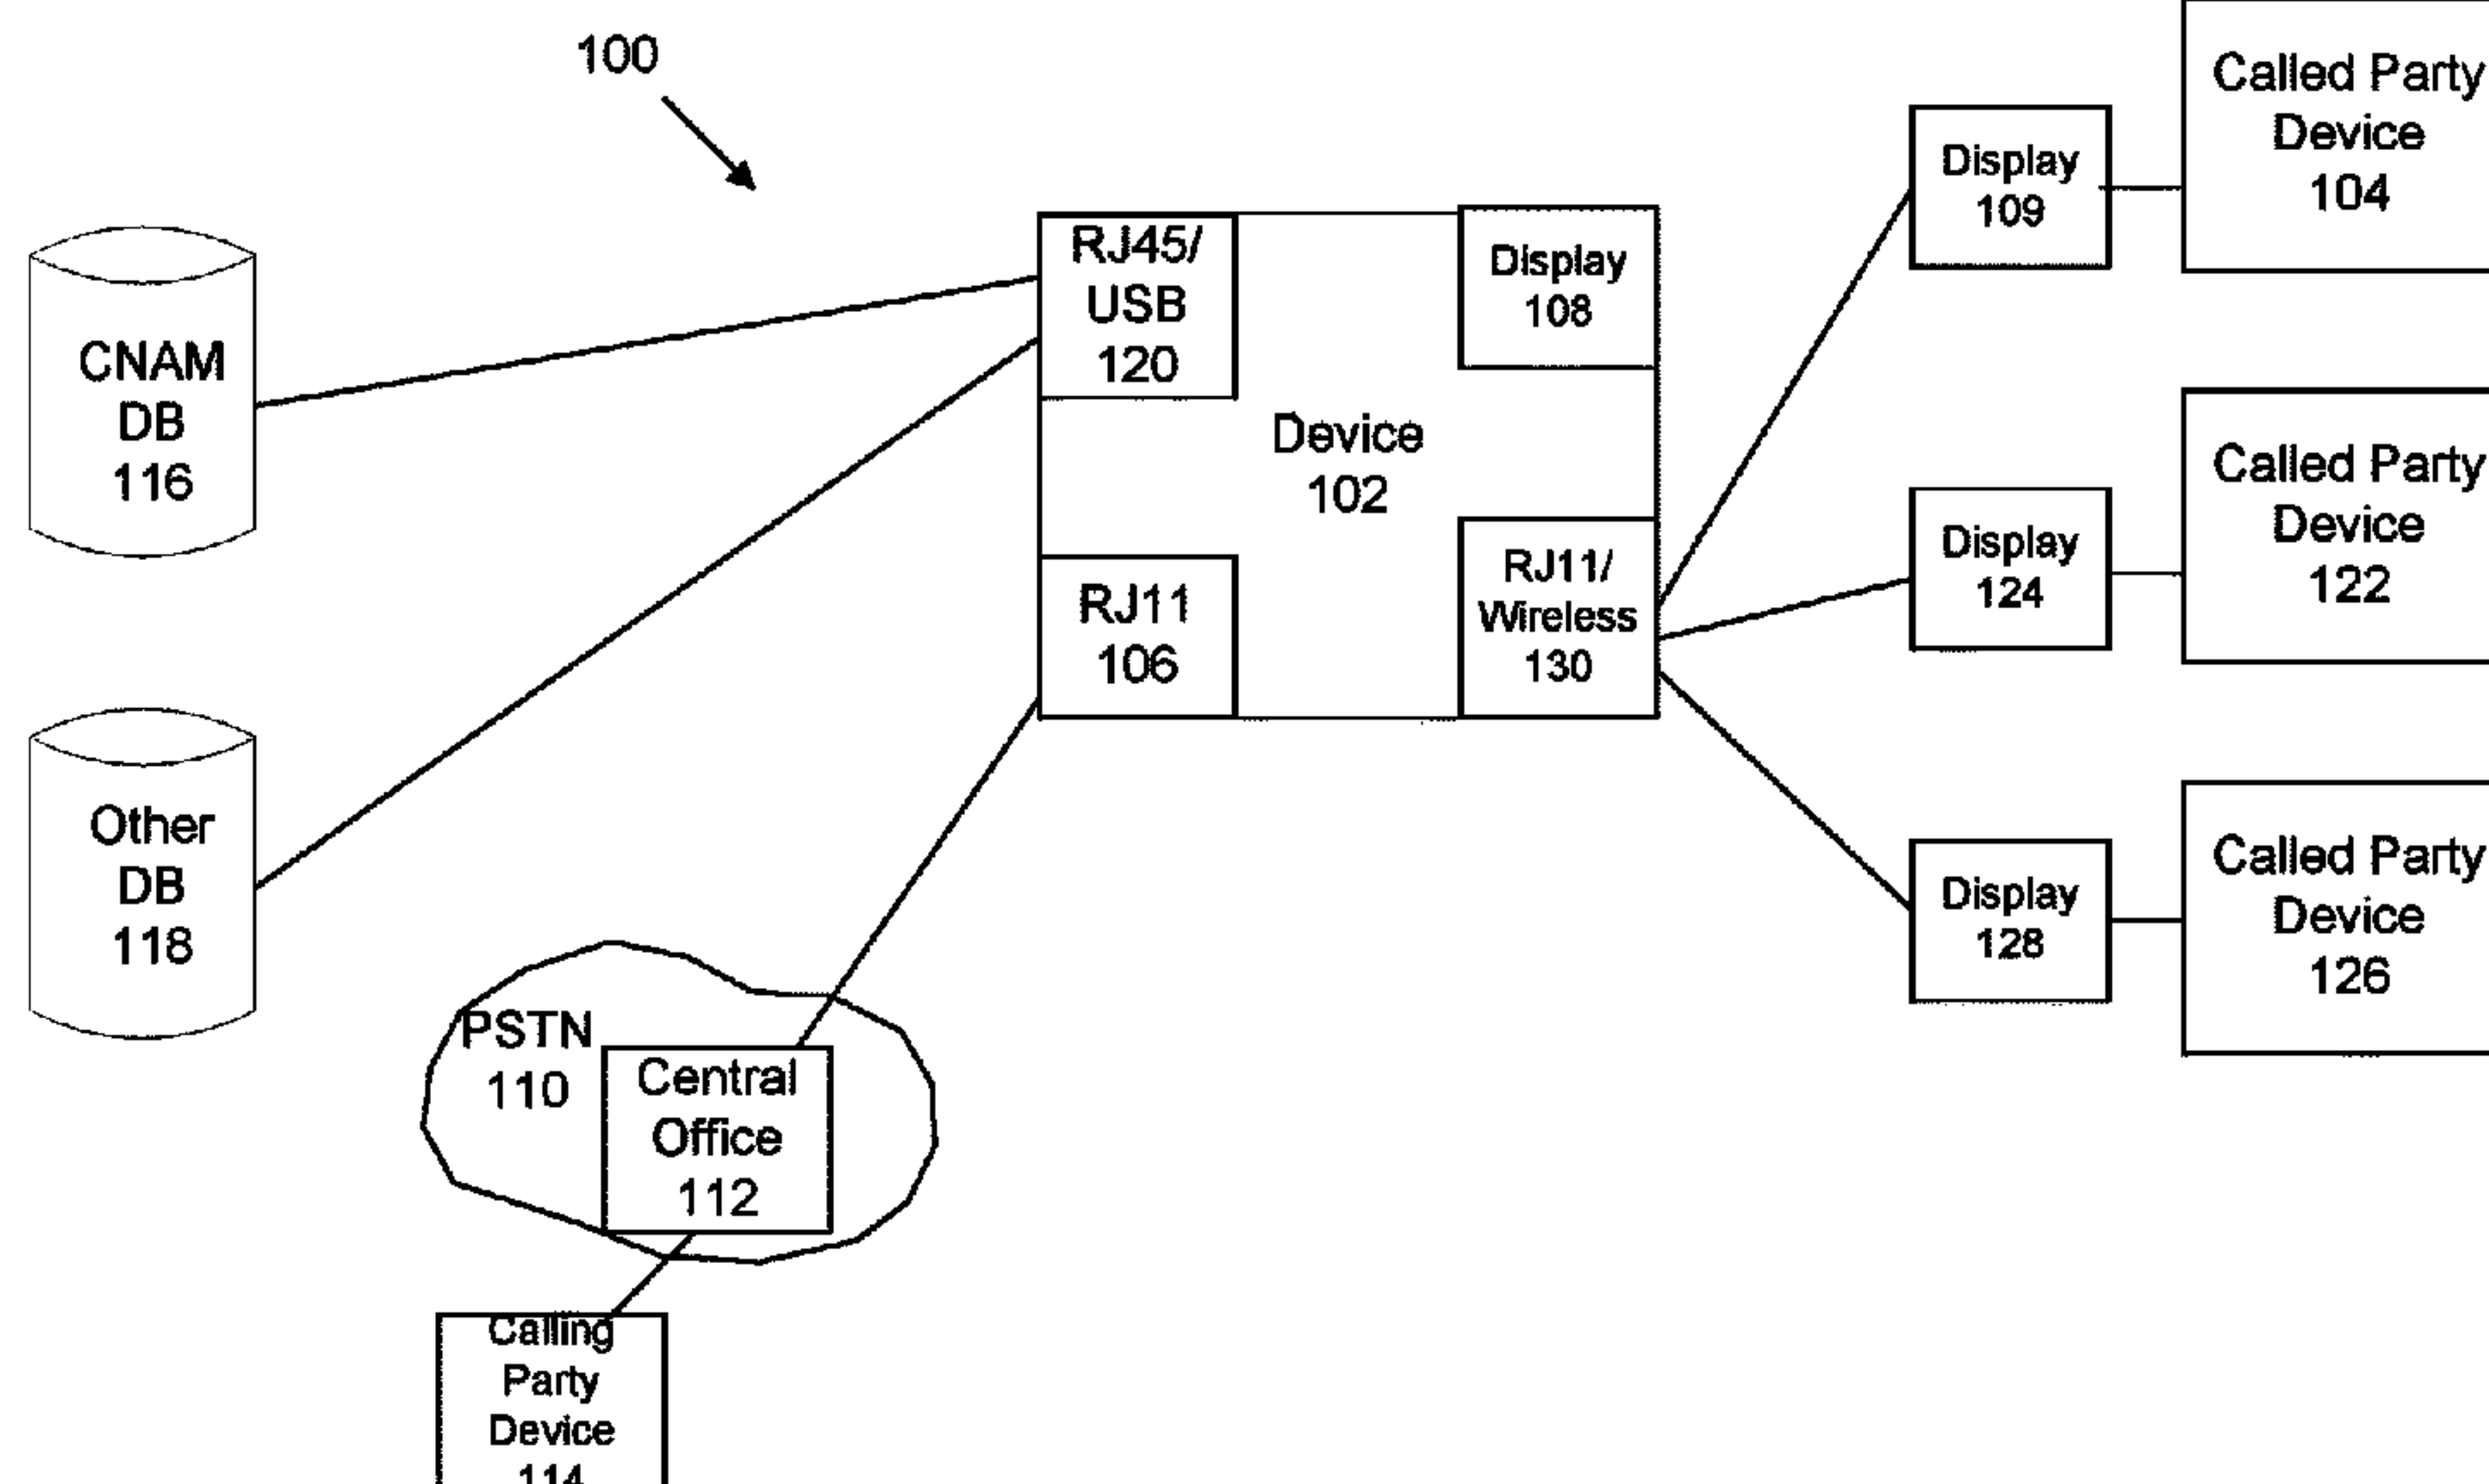 100
CNAM
DB
116
Other
DB
118
PSTN
110
Central
Office
112
Calling
Party
Device
114
RJ45/
USB
120
Display
108
Device
102
RJ11
106
RJ11/
Wireless
130
Display
109
Called Party
Device
104
Display
124
Called Party
Device
122
Display
128
Called Party
Device
126